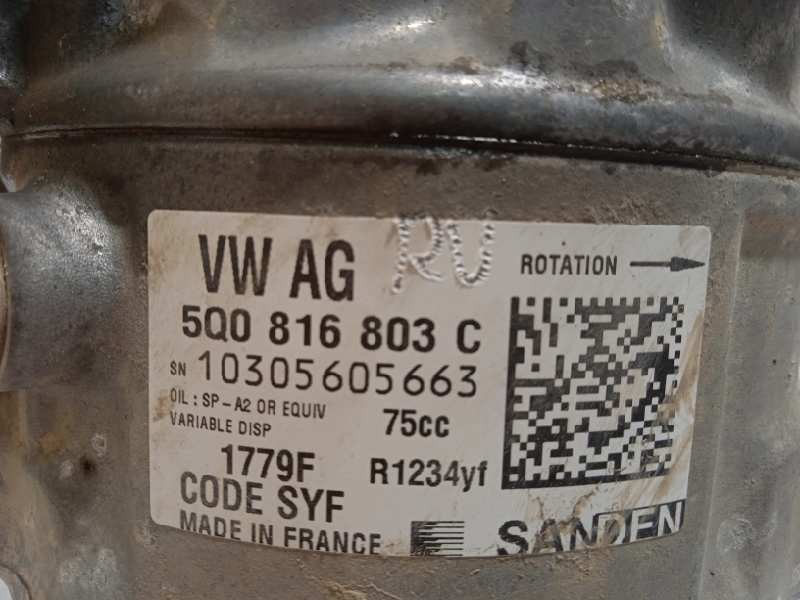 VW AG RU
ROTATION
5Q0 816 803 C
SN 10305605663
OIL : SP-A2 OR EQUIV
VARIABLE DISP
75cc
1779F
R1234yf
CODE SYF
MADE IN FRANCE
SANDEN